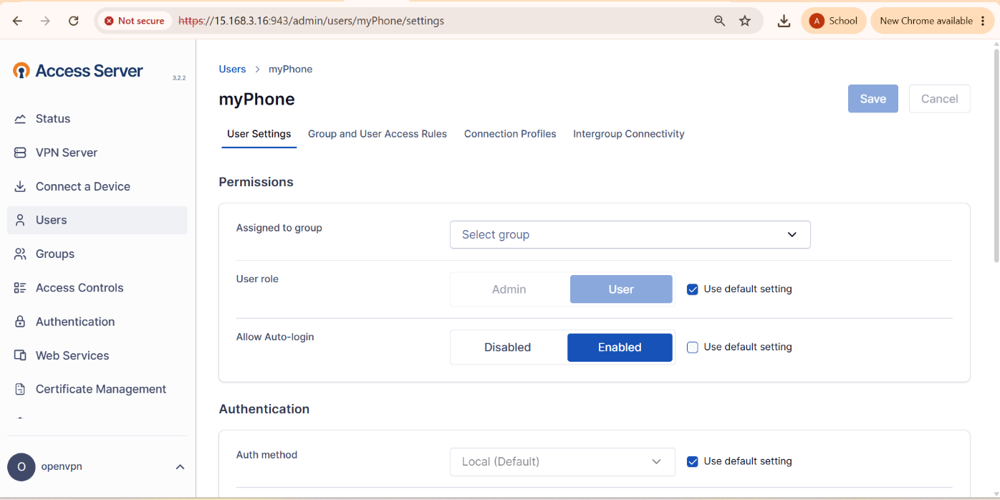 Not secure https://15.168.3.16:943/admin/users/myPhone/settings A School New Chrome available
Access Server 3.2.2
Status
VPN Server
Connect a Device
Users
Groups
Access Controls
Authentication
Web Services
Certificate Management
O openvpn
Users > myPhone
myPhone
Save Cancel
User Settings Group and User Access Rules Connection Profiles Intergroup Connectivity
Permissions
Assigned to group Select group
User role Admin User Use default setting
Allow Auto-login Disabled Enabled Use default setting
Authentication
Auth method Local (Default) Use default setting